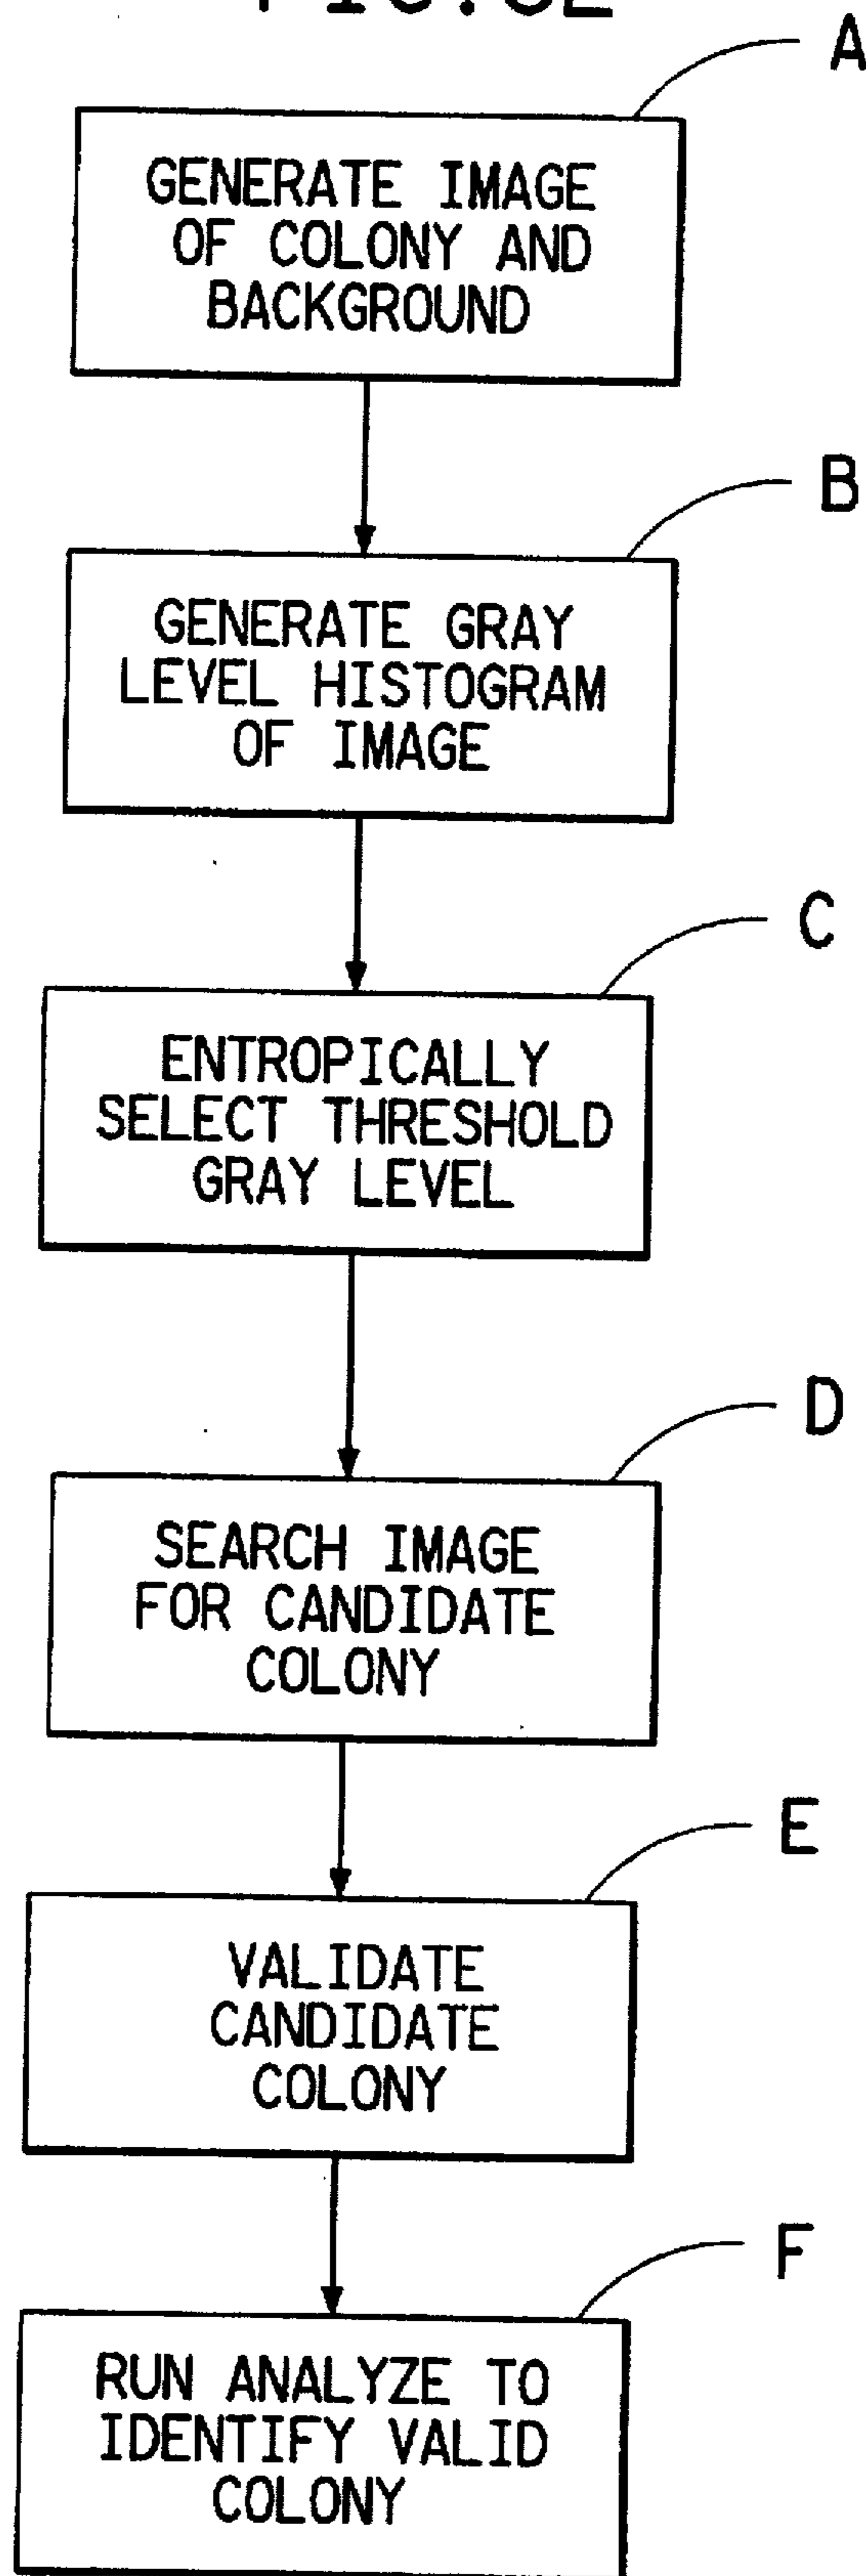 A
GENERATE IMAGE
OF COLONY AND
BACKGROUND
B
GENERATE GRAY
LEVEL HISTOGRAM
OF IMAGE
C
ENTROPICALLY
SELECT THRESHOLD
GRAY LEVEL
D
SEARCH IMAGE
FOR CANDIDATE
COLONY
E
VALIDATE
CANDIDATE
COLONY
F
RUN ANALYZE TO
IDENTIFY VALID
COLONY